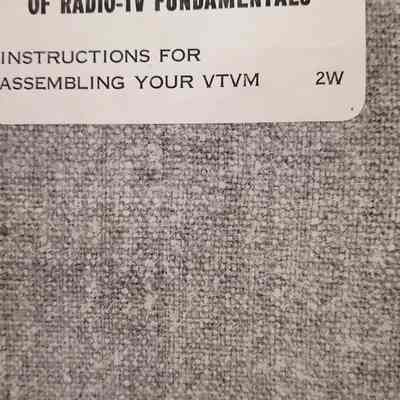 OF RADIO-TV FUNDAMENTALS
INSTRUCTIONS FOR
ASSEMBLING YOUR VTVM 2W